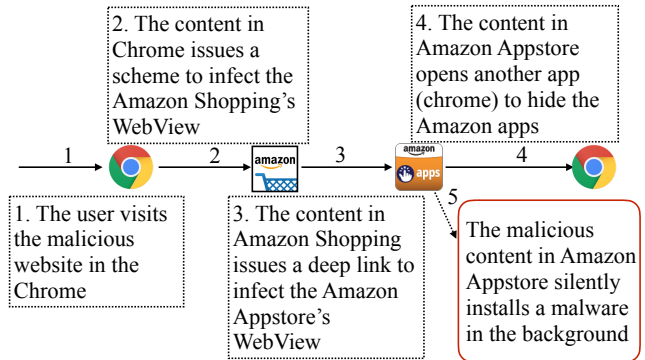 2. The content in
Chrome issues a
scheme to infect the
Amazon Shopping's
WebView
4. The content in
Amazon Appstore
opens another app
(chrome) to hide the
Amazon apps
1
2
amazon
3
amazon
apps
4
5
1. The user visits
the malicious
website in the
Chrome
3. The content in
Amazon Shopping
issues a deep link to
infect the Amazon
Appstore's
WebView
The malicious
content in Amazon
Appstore silently
installs a malware
in the background